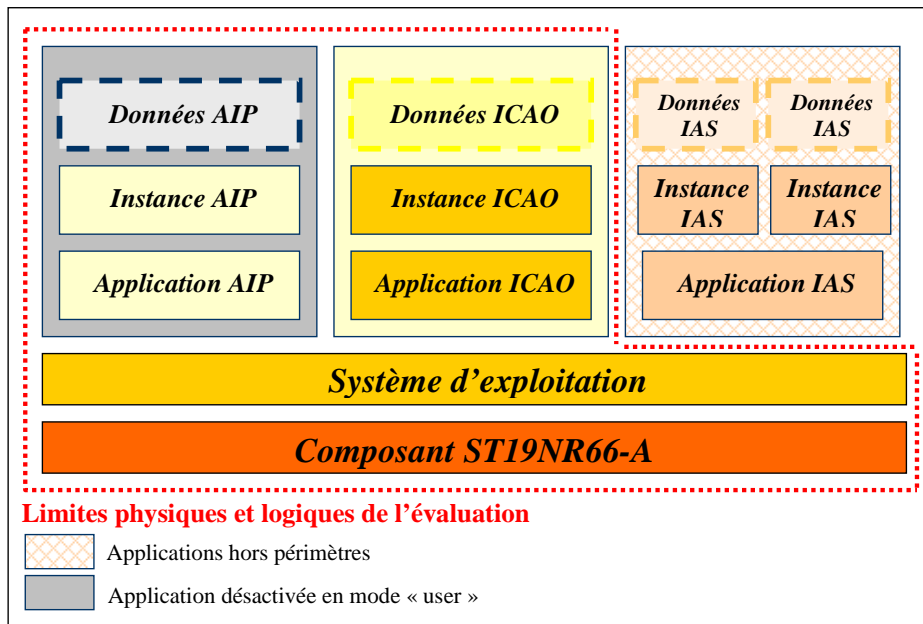 Données AIP
Données ICAO
Données
IAS
Données
IAS
Instance AIP
Instance ICAO
Instance
IAS
Instance
IAS
Application AIP
Application ICAO
Application IAS
Système d'exploitation
Composant ST19NR66-A
Limites physiques et logiques de l'évaluation
Applications hors périmètres
Application désactivée en mode « user »